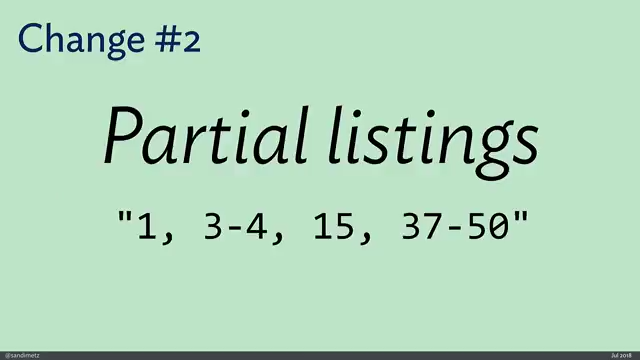 Change #2
Partial listings
"1, 3-4, 15, 37-50"
@sandimetz
Jul 2018